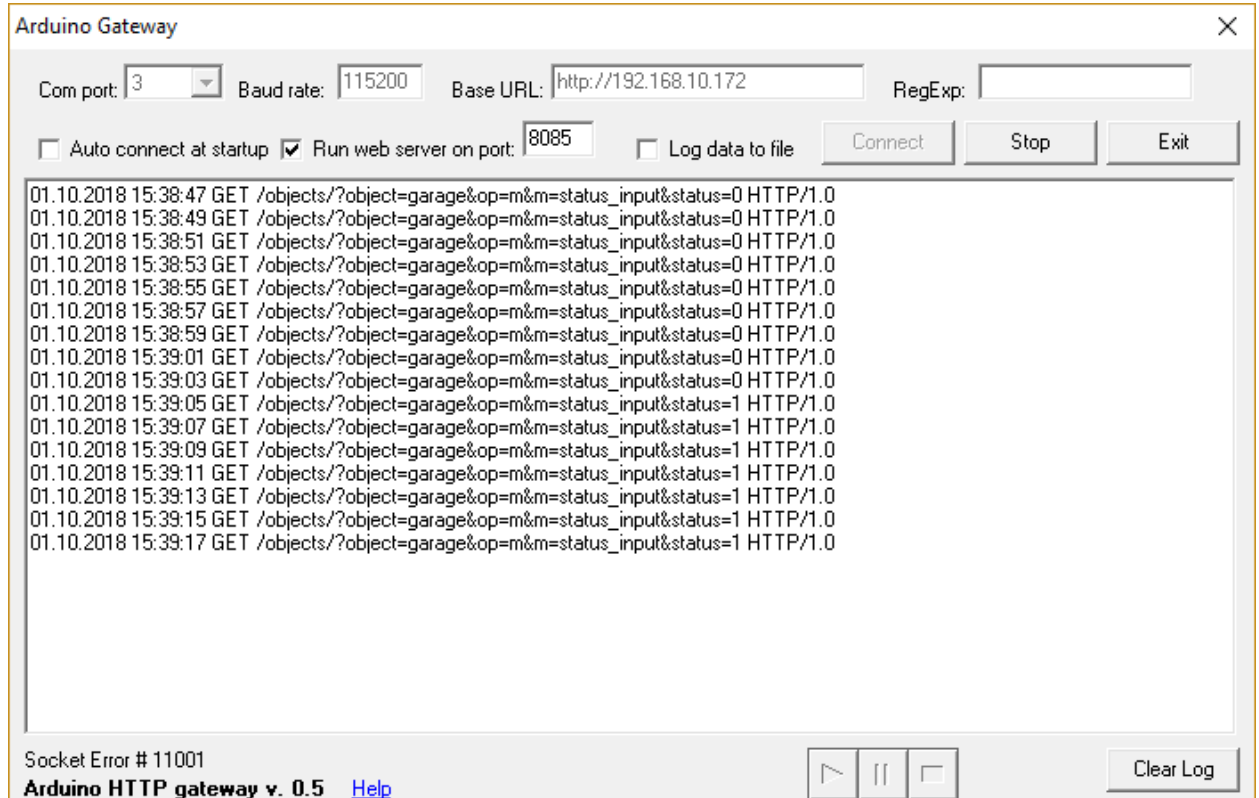 Arduino Gateway
Com port: 3 Baud rate: 115200 Base URL: http://192.168.10.172 RegExp:
Auto connect at startup Run web server on port: 8085 Log data to file Connect Stop Exit
01.10.2018 15:38:47 GET /objects/?object=garage&op=m&m=status_input&status=0 HTTP/1.0
01.10.2018 15:38:49 GET /objects/?object=garage&op=m&m=status_input&status=0 HTTP/1.0
01.10.2018 15:38:51 GET /objects/?object=garage&op=m&m=status_input&status=0 HTTP/1.0
01.10.2018 15:38:53 GET /objects/?object=garage&op=m&m=status_input&status=0 HTTP/1.0
01.10.2018 15:38:55 GET /objects/?object=garage&op=m&m=status_input&status=0 HTTP/1.0
01.10.2018 15:38:57 GET /objects/?object=garage&op=m&m=status_input&status=0 HTTP/1.0
01.10.2018 15:38:59 GET /objects/?object=garage&op=m&m=status_input&status=0 HTTP/1.0
01.10.2018 15:39:01 GET /objects/?object=garage&op=m&m=status_input&status=0 HTTP/1.0
01.10.2018 15:39:03 GET /objects/?object=garage&op=m&m=status_input&status=0 HTTP/1.0
01.10.2018 15:39:05 GET /objects/?object=garage&op=m&m=status_input&status=1 HTTP/1.0
01.10.2018 15:39:07 GET /objects/?object=garage&op=m&m=status_input&status=1 HTTP/1.0
01.10.2018 15:39:09 GET /objects/?object=garage&op=m&m=status_input&status=1 HTTP/1.0
01.10.2018 15:39:11 GET /objects/?object=garage&op=m&m=status_input&status=1 HTTP/1.0
01.10.2018 15:39:13 GET /objects/?object=garage&op=m&m=status_input&status=1 HTTP/1.0
01.10.2018 15:39:15 GET /objects/?object=garage&op=m&m=status_input&status=1 HTTP/1.0
01.10.2018 15:39:17 GET /objects/?object=garage&op=m&m=status_input&status=1 HTTP/1.0
Socket Error # 11001
Clear Log
Arduino HTTP gateway v. 0.5 Help